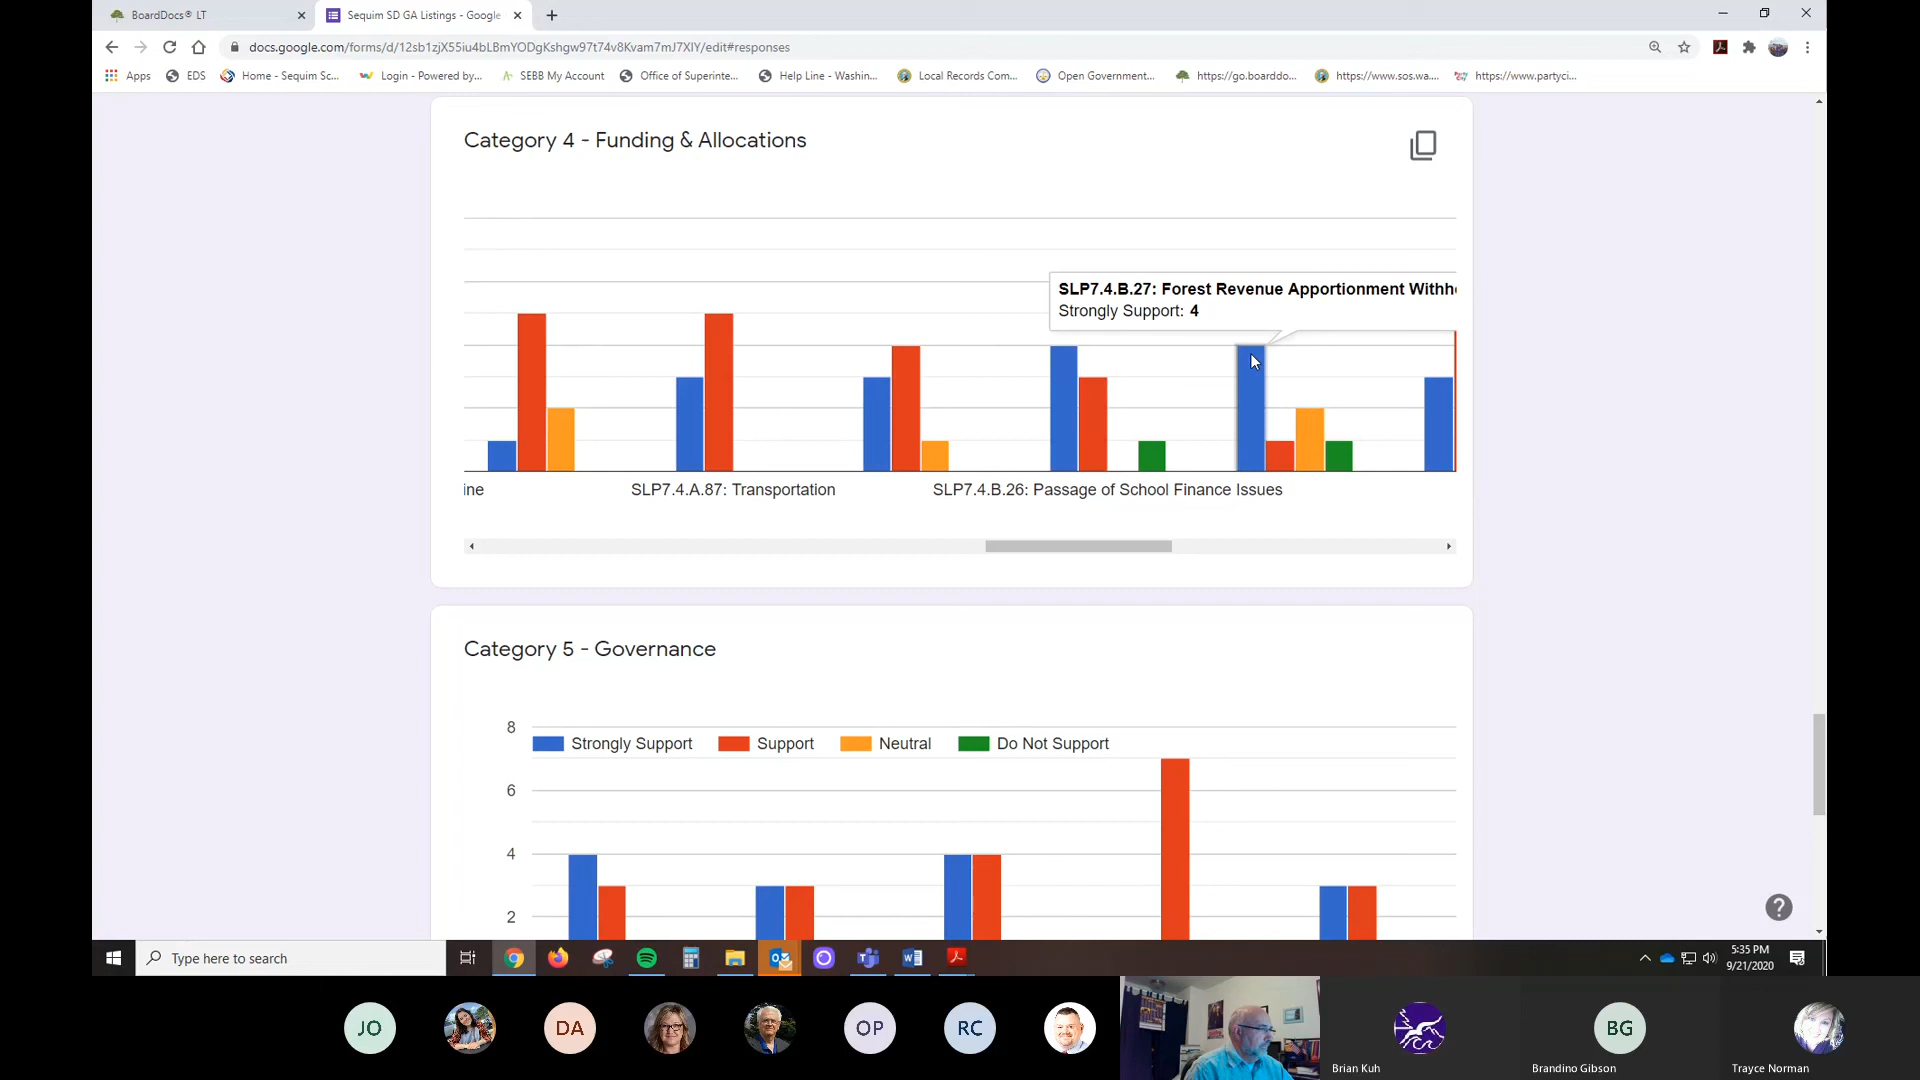 BoardDocs® LT
Sequim SD GA Listings - Google
docs.google.com/forms/d/12sb1zjX55iu4bLBmYODgKshgw97t74v8Kvam7mJ7XIY/edit#responses
Apps
EDS
Home - Sequim Sc...
Login - Powered by...
SEBB My Account
Office of Superinte...
Help Line - Washin...
Local Records Com...
Open Government...
https://go.boarddo...
https://www.sos.wa....
https://www.partyci...
Category 4 - Funding & Allocations
SLP7.4.B.27: Forest Revenue Apportionment Withh
Strongly Support: 4
ine
SLP7.4.A.87: Transportation
SLP7.4.B.26: Passage of School Finance Issues
Category 5 - Governance
8
Strongly Support
Support
Neutral
Do Not Support
6
4
2
Type here to search
5:35 PM
9/21/2020
JO
DA
OP
RC
BG
Brian Kuh
Brandino Gibson
Trayce Norman